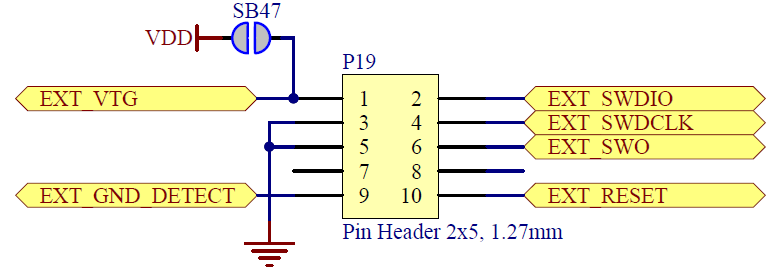 SB47
VDD
P19
EXT_VTG 1 2 EXT_SWDIO
3 4 EXT_SWDCLK
5 6 EXT_SWO
7 8
EXT_GND_DETECT 9 10 EXT_RESET
Pin Header 2x5, 1.27mm